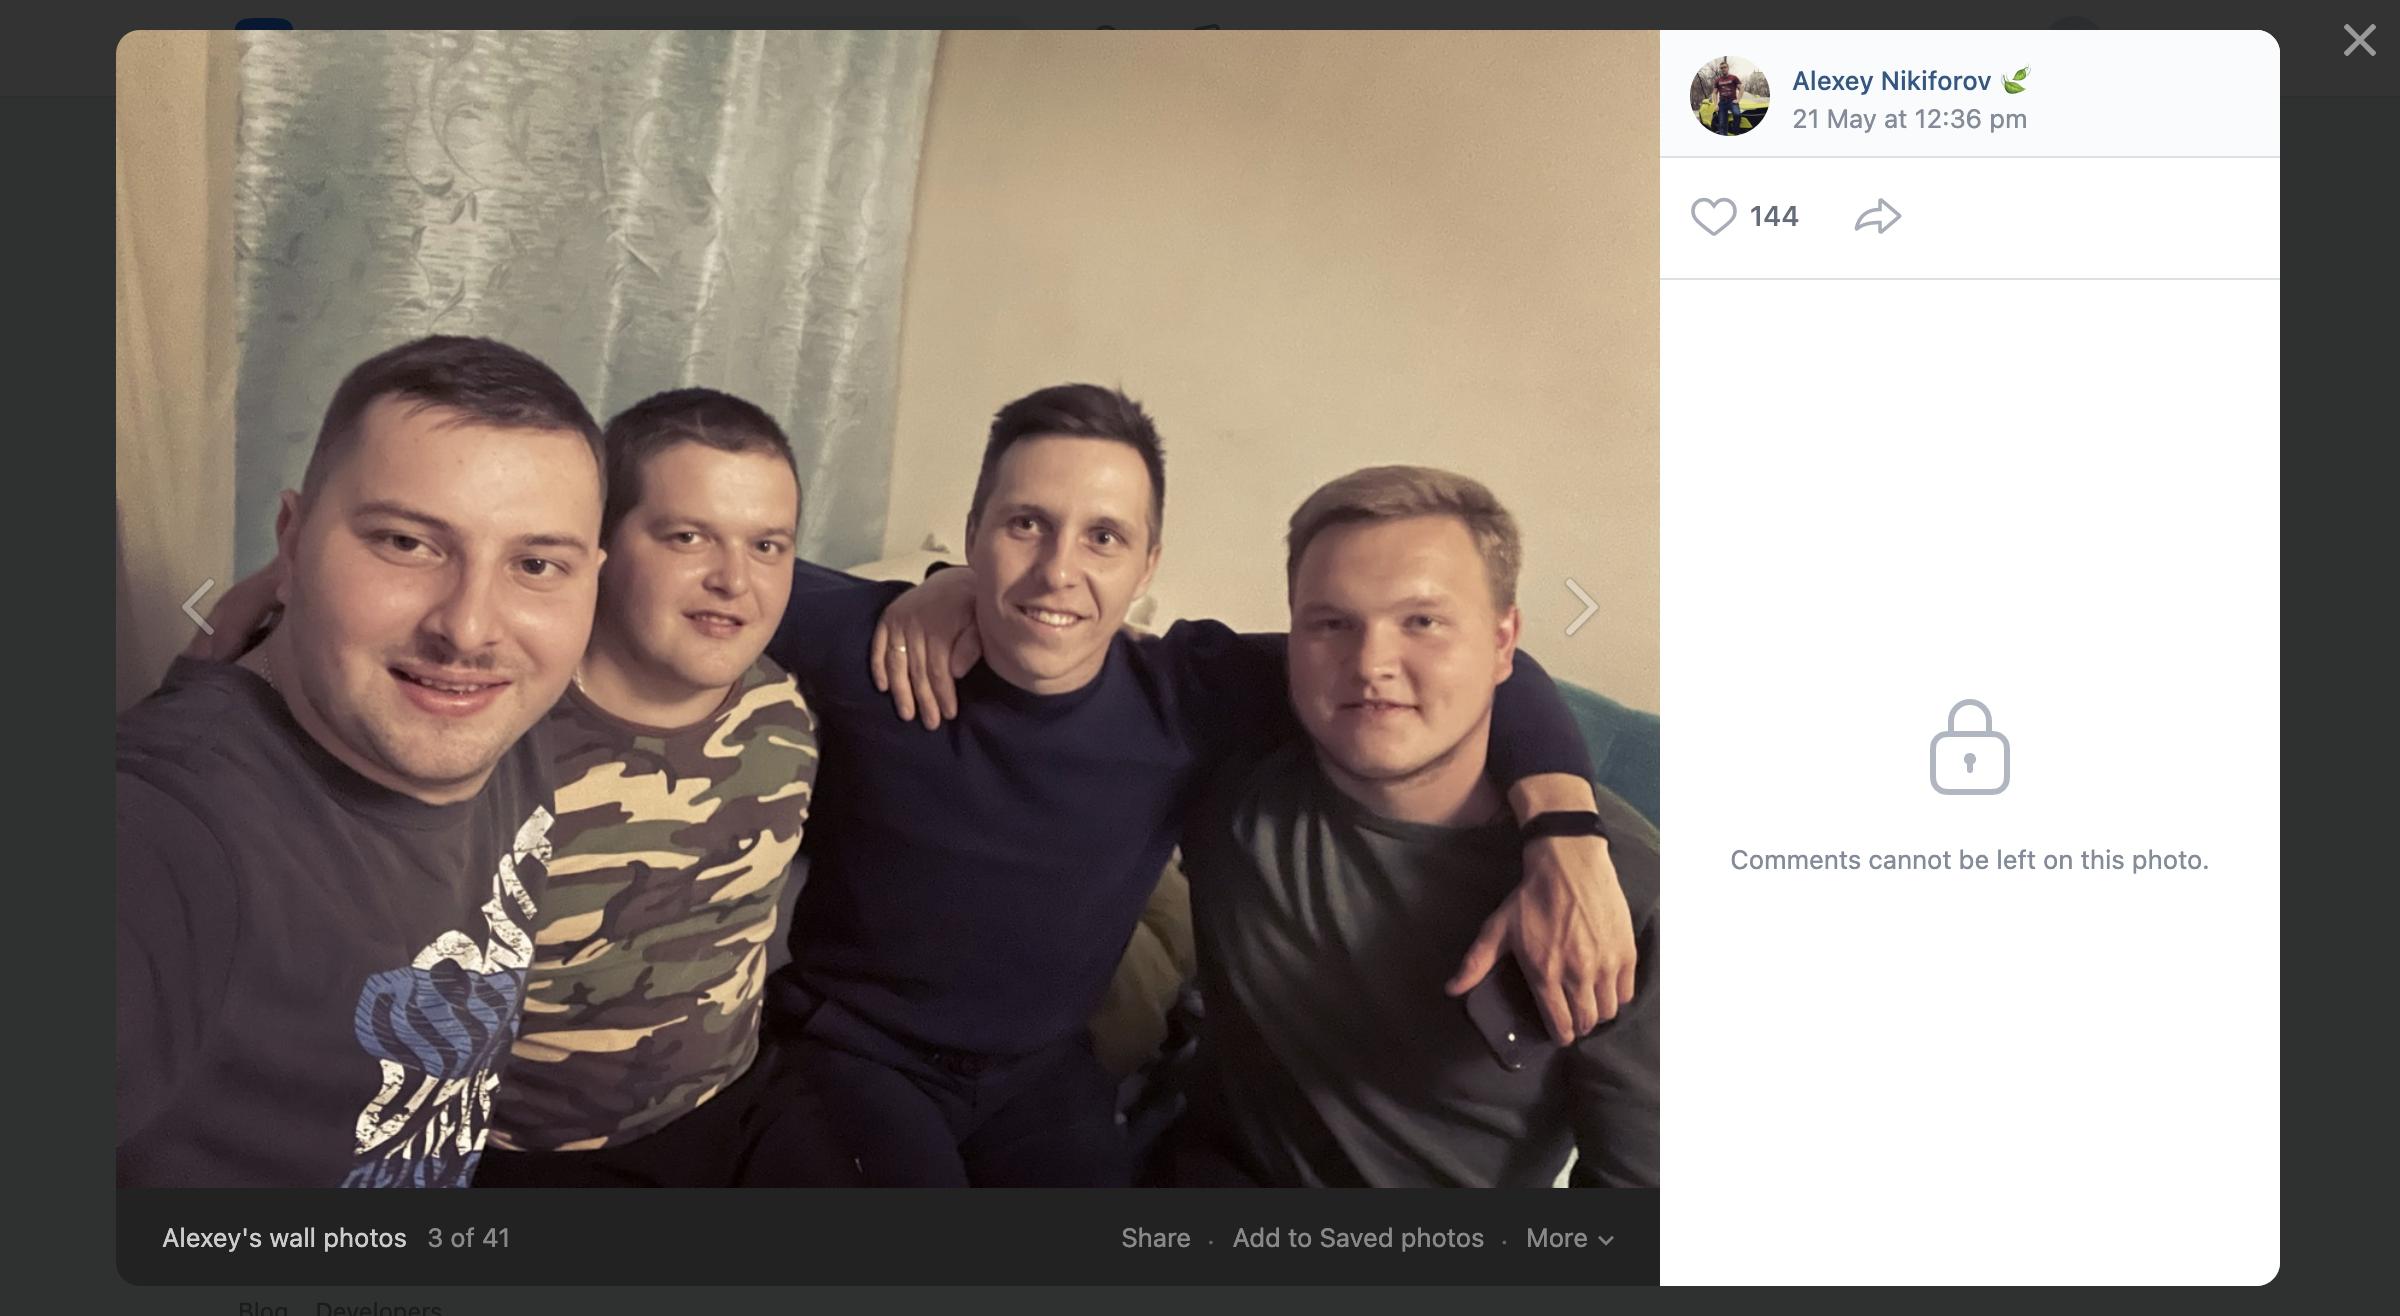 Alexey Nikiforov 🍃
21 May at 12:36 pm
144
Comments cannot be left on this photo.
Alexey's wall photos 3 of 41
Share · Add to Saved photos · More
Blog Developers